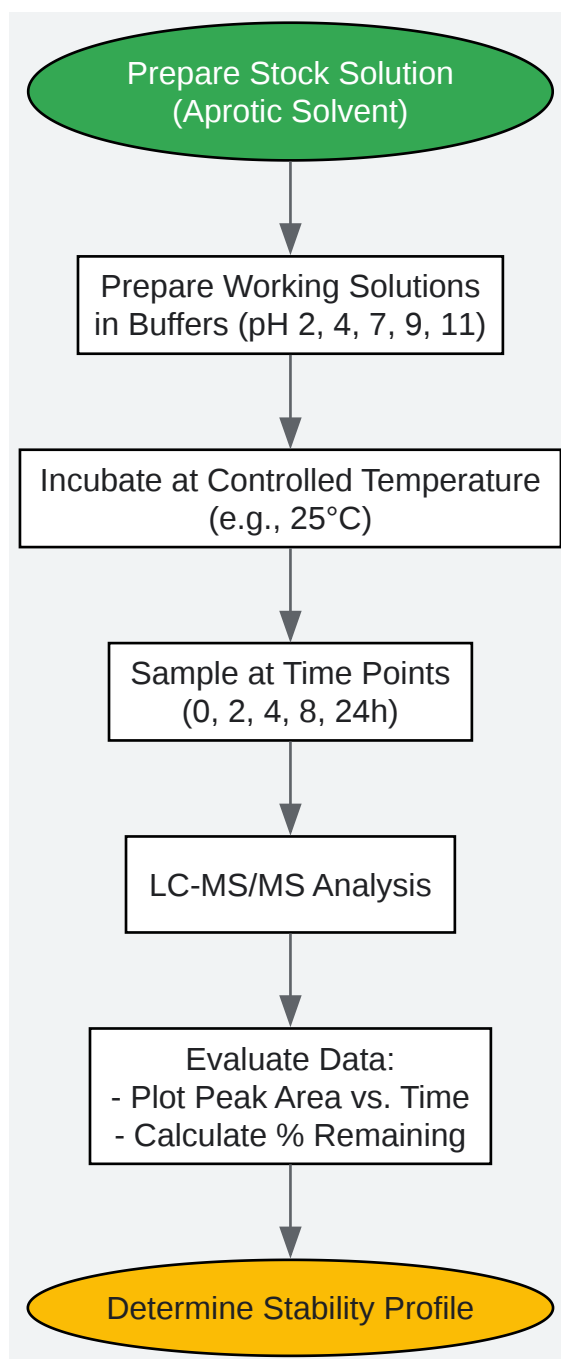 Prepare Stock Solution
(Aprotic Solvent)
Prepare Working Solutions
in Buffers (pH 2, 4, 7, 9, 11)
Incubate at Controlled Temperature
(e.g., 25°C)
Sample at Time Points
(0, 2, 4, 8, 24h)
LC-MS/MS Analysis
Evaluate Data:
- Plot Peak Area vs. Time
- Calculate % Remaining
Determine Stability Profile